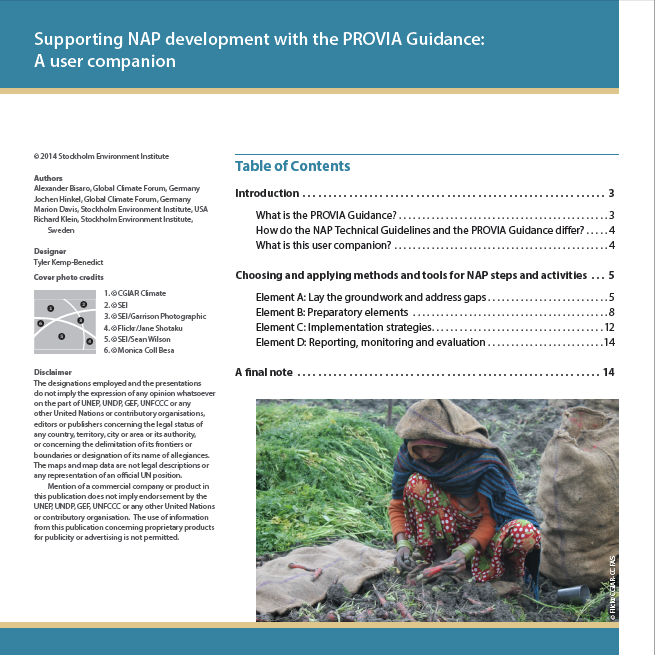 Supporting NAP development with the PROVIA Guidance:
A user companion
© 2014 Stockholm Environment Institute
Authors
Alexander Bisaro, Global Climate Forum, Germany
Jochen Hinkel, Global Climate Forum, Germany
Marion Davis, Stockholm Environment Institute, USA
Richard Klein, Stockholm Environment Institute,
Sweden
Designer
Tyler Kemp-Benedict
Cover photo credits
1. © CGIAR Climate
2. © SEI
3. © SEI/Garrison Photographic
4. © Flickr/Jane Shotaku
5. © SEI/Sean Wilson
6. © Monica Coll Besa
Disclaimer
The designations employed and the presentations
do not imply the expression of any opinion whatsoever
on the part of UNEP, UNDP, GEF, UNFCCC or any
other United Nations or contributory organisations,
editors or publishers concerning the legal status of
any country, territory, city or area or its authority,
or concerning the delimitation of its frontiers or
boundaries or designation of its name of allegiances.
The maps and map data are not legal descriptions or
any representation of an official UN position.
Mention of a commercial company or product in
this publication does not imply endorsement by the
UNEP, UNDP, GEF, UNFCCC or any other United Nations
or contributory organisation. The use of information
from this publication concerning proprietary products
for publicity or advertising is not permitted.
Table of Contents
Introduction . . . . . . . . . . . . . . . . . . . . 3
What is the PROVIA Guidance? . . . . . . . . . . . . . . . . . . . . 3
How do the NAP Technical Guidelines and the PROVIA Guidance differ? . . . . . 4
What is this user companion? . . . . . . . . . . . . . . . . . . . . 4
Choosing and applying methods and tools for NAP steps and activities . . . 5
Element A: Lay the groundwork and address gaps . . . . . . . . . . . . . . . . . . . . 5
Element B: Preparatory elements . . . . . . . . . . . . . . . . . . . . 8
Element C: Implementation strategies. . . . . . . . . . . . . . . . . . . . 12
Element D: Reporting, monitoring and evaluation . . . . . . . . . . . . . . . . . . . . 14
A final note . . . . . . . . . . . . . . . . . . . . 14
© Flickr/CGIAR-CCFAS